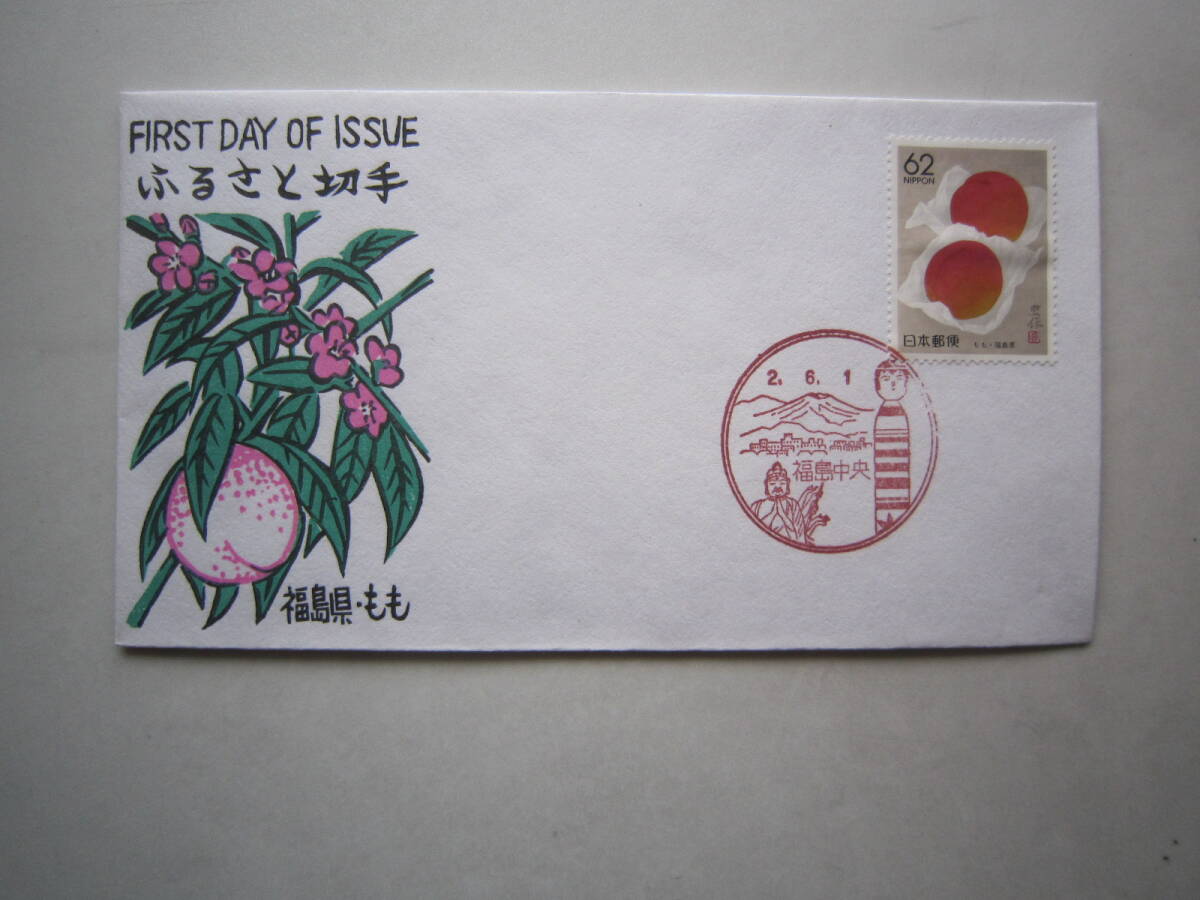 FIRST DAY OF ISSUE
ふるさと切手
福島県・もも
62
NIPPON
日本郵便
もも・福島県
2. 6. 1
福島中央